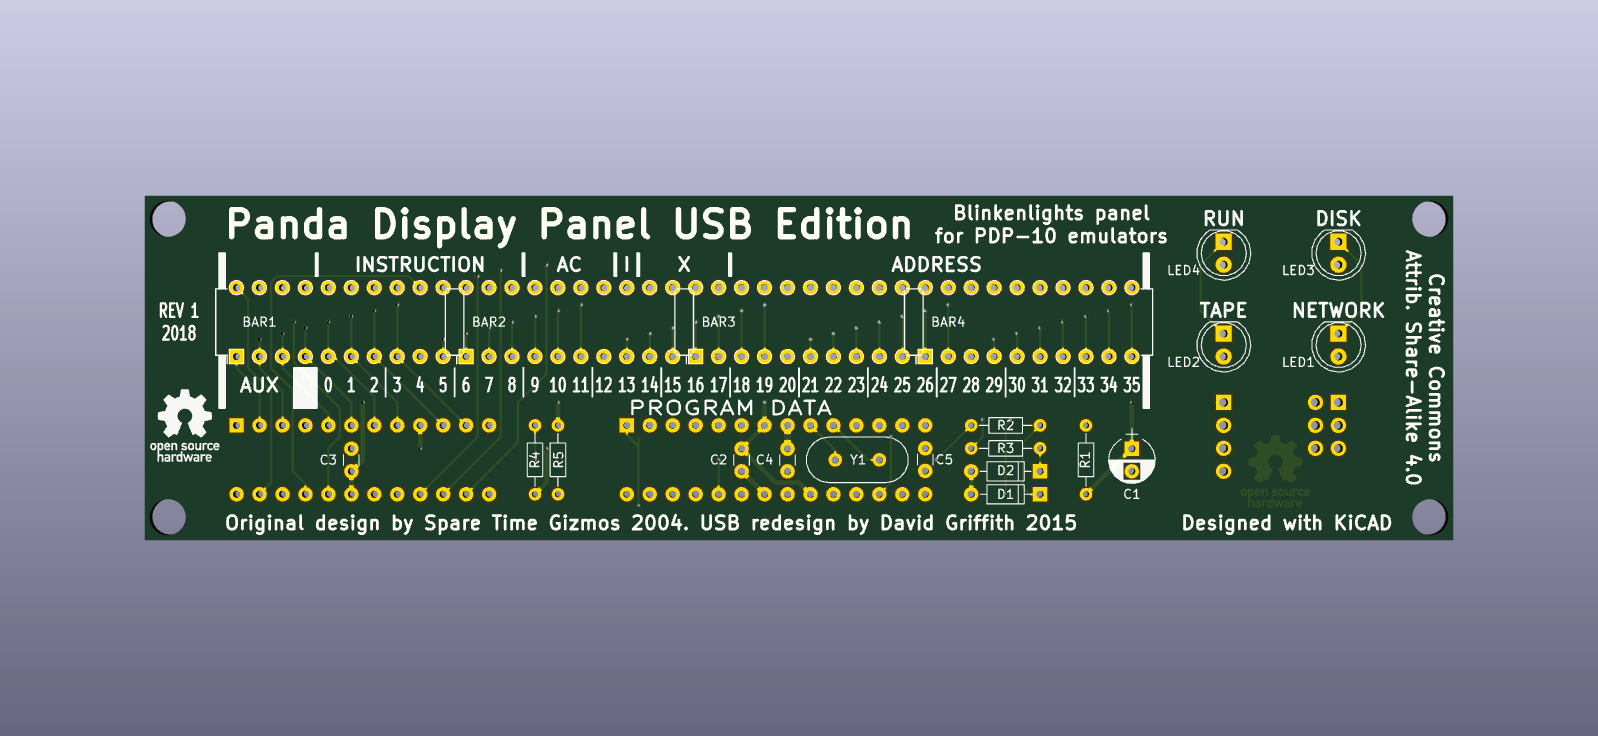 Panda Display Panel USB Edition
Blinkenlights panel
for PDP-10 emulators
RUN
DISK
LED4
LED3
INSTRUCTION
AC
I
X
ADDRESS
REV 1
2018
BAR1
BAR2
BAR3
BAR4
TAPE
NETWORK
LED2
LED1
Creative Commons
Attrib. Share-Alike 4.0
AUX
0 1 2 3 4 5 6 7 8 9 10 11 12 13 14 15 16 17 18 19 20 21 22 23 24 25 26 27 28 29 30 31 32 33 34 35
PROGRAM DATA
open source
hardware
C3
R4
R5
C2
C4
Y1
C5
R2
R3
D2
D1
R1
C1
open source
hardware
Original design by Spare Time Gizmos 2004. USB redesign by David Griffith 2015
Designed with KiCAD